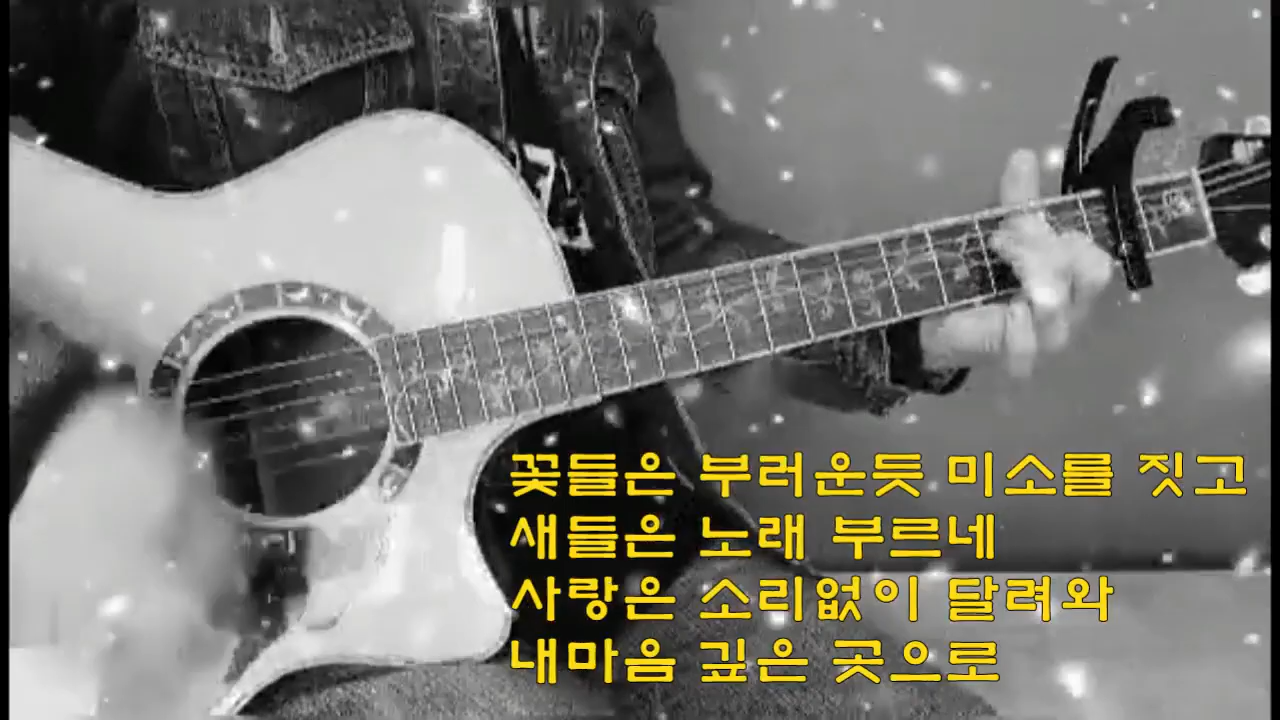 꽃들은 부러운듯 미소를 짓고
새들은 노래 부르네
사랑은 소리없이 달려와
내마음 깊은 곳으로